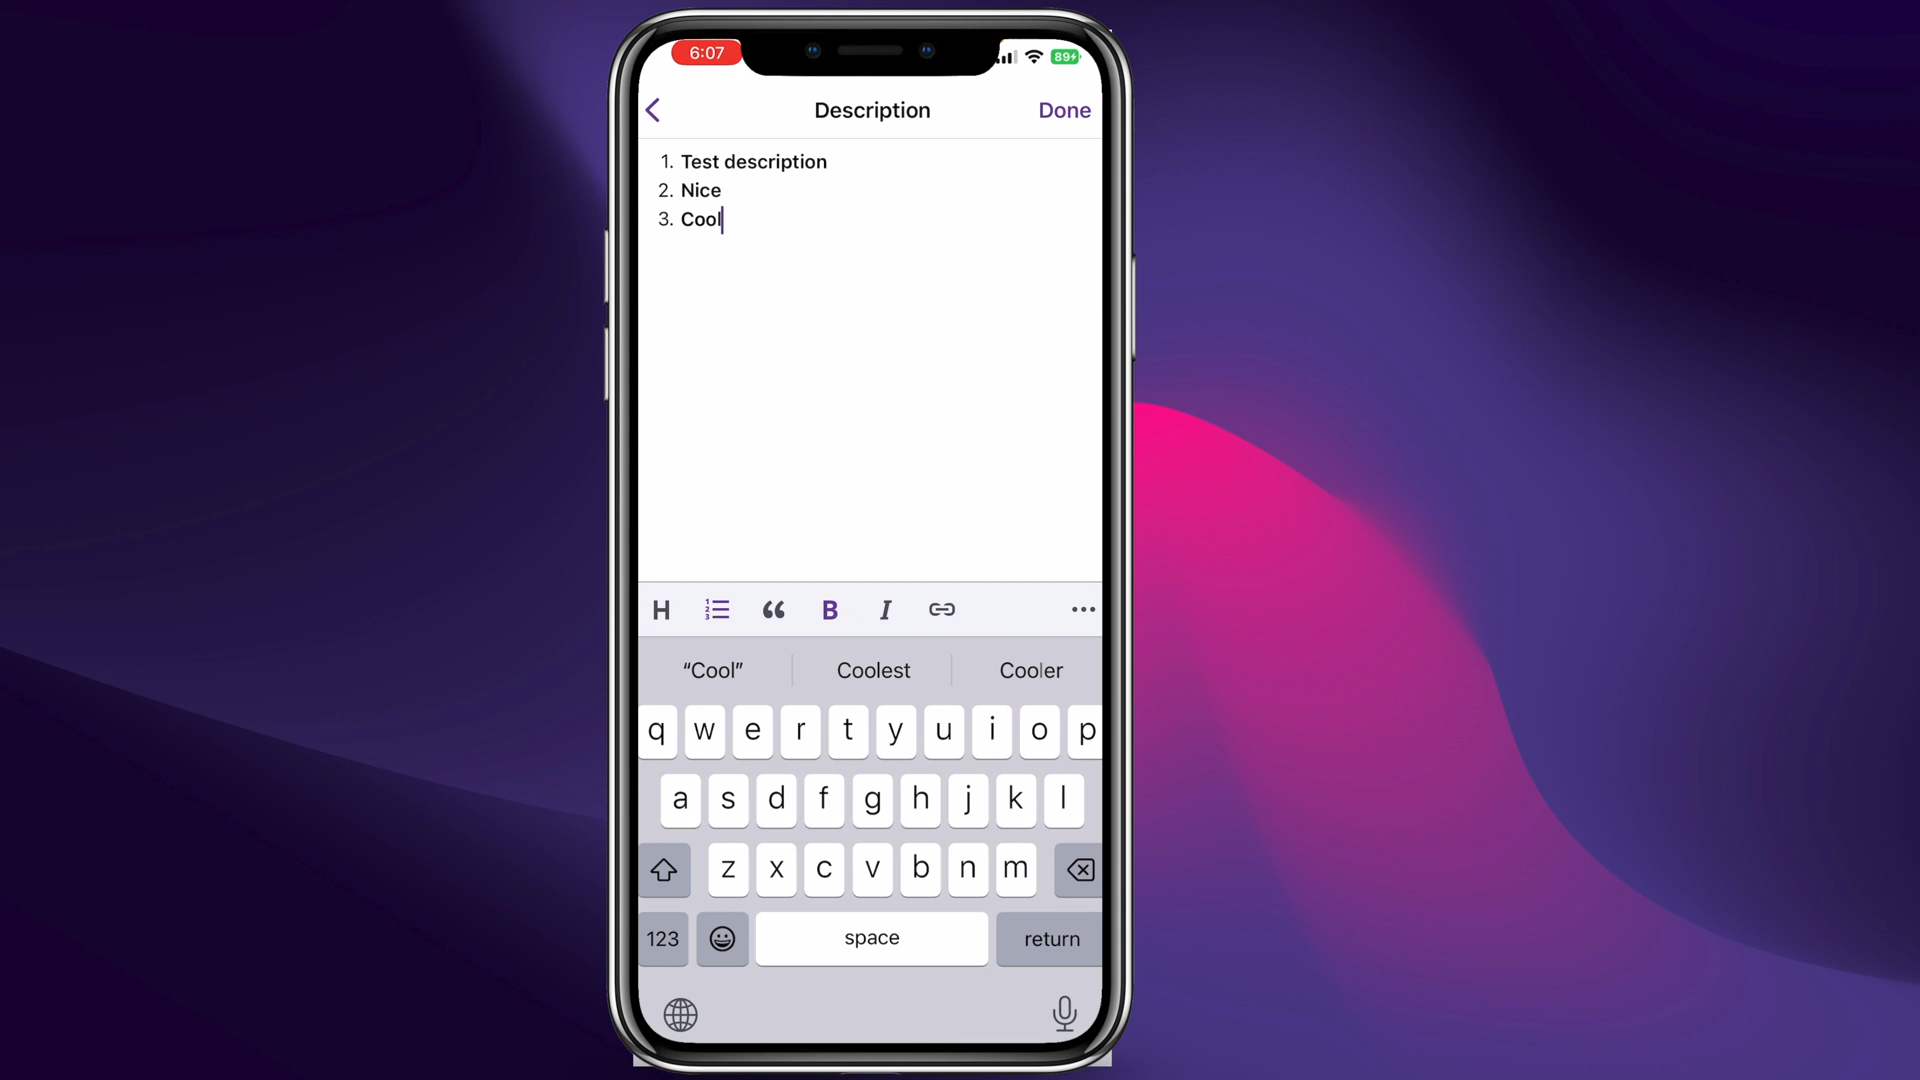 6:07
89
Description
Done
1. Test description
2. Nice
3. Cool
H
B
I
“Cool”
Coolest
Cooler
q w e r t y u i o p
a s d f g h j k l
z x c v b n m
123
space
return